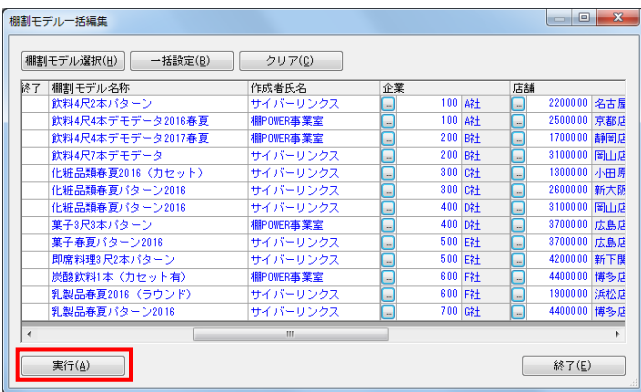 棚割モデル一括編集
棚割モデル選択(H) 一括設定(B) クリア(C)
終了 棚割モデル名称 作成者氏名 企業 店舗
飲料4尺2本パターン サイバーリンクス ... 100 A社 ... 2200000 名古屋
飲料4尺4本デモデータ2016春夏 棚POWER事業室 ... 100 A社 ... 2500000 京都店
飲料4尺4本デモデータ2017春夏 棚POWER事業室 ... 200 B社 ... 1700000 静岡店
飲料4尺7本デモデータ サイバーリンクス ... 200 B社 ... 3100000 岡山店
化粧品類春夏2016（カセット） サイバーリンクス ... 300 C社 ... 1300000 小田原
化粧品類春夏パターン2016 サイバーリンクス ... 300 C社 ... 2600000 新大阪
化粧品類春夏パターン2016 サイバーリンクス ... 400 D社 ... 3100000 岡山店
菓子3尺3本パターン 棚POWER事業室 ... 400 D社 ... 3700000 広島店
菓子春夏パターン2016 サイバーリンクス ... 500 E社 ... 3700000 広島店
即席料理3尺2本パターン サイバーリンクス ... 500 E社 ... 4200000 新下関
炭酸飲料1本（カセット有） 棚POWER事業室 ... 600 F社 ... 4400000 博多店
乳製品春夏2016（ラウンド） サイバーリンクス ... 600 F社 ... 1900000 浜松店
乳製品春夏パターン2016 サイバーリンクス ... 700 G社 ... 4400000 博多店
実行(A) 終了(E)